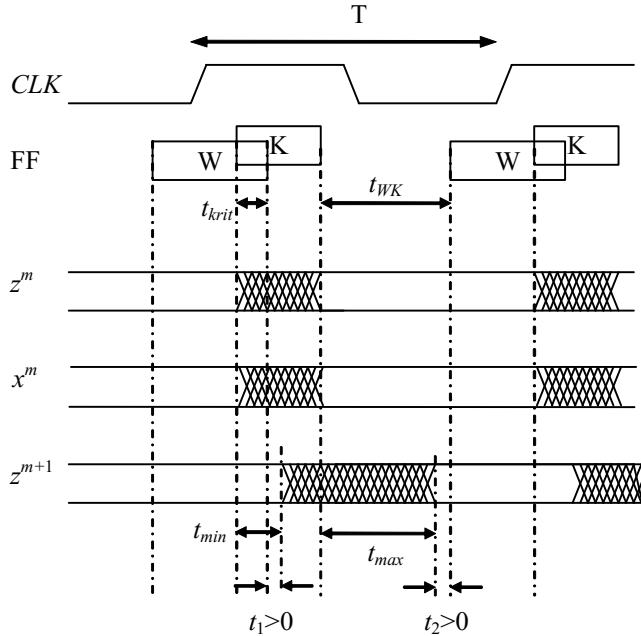 T
CLK
FF W K W K
t_krit t_WK
z^m
x^m
z^{m+1}
t_min t_max
t_1>0 t_2>0